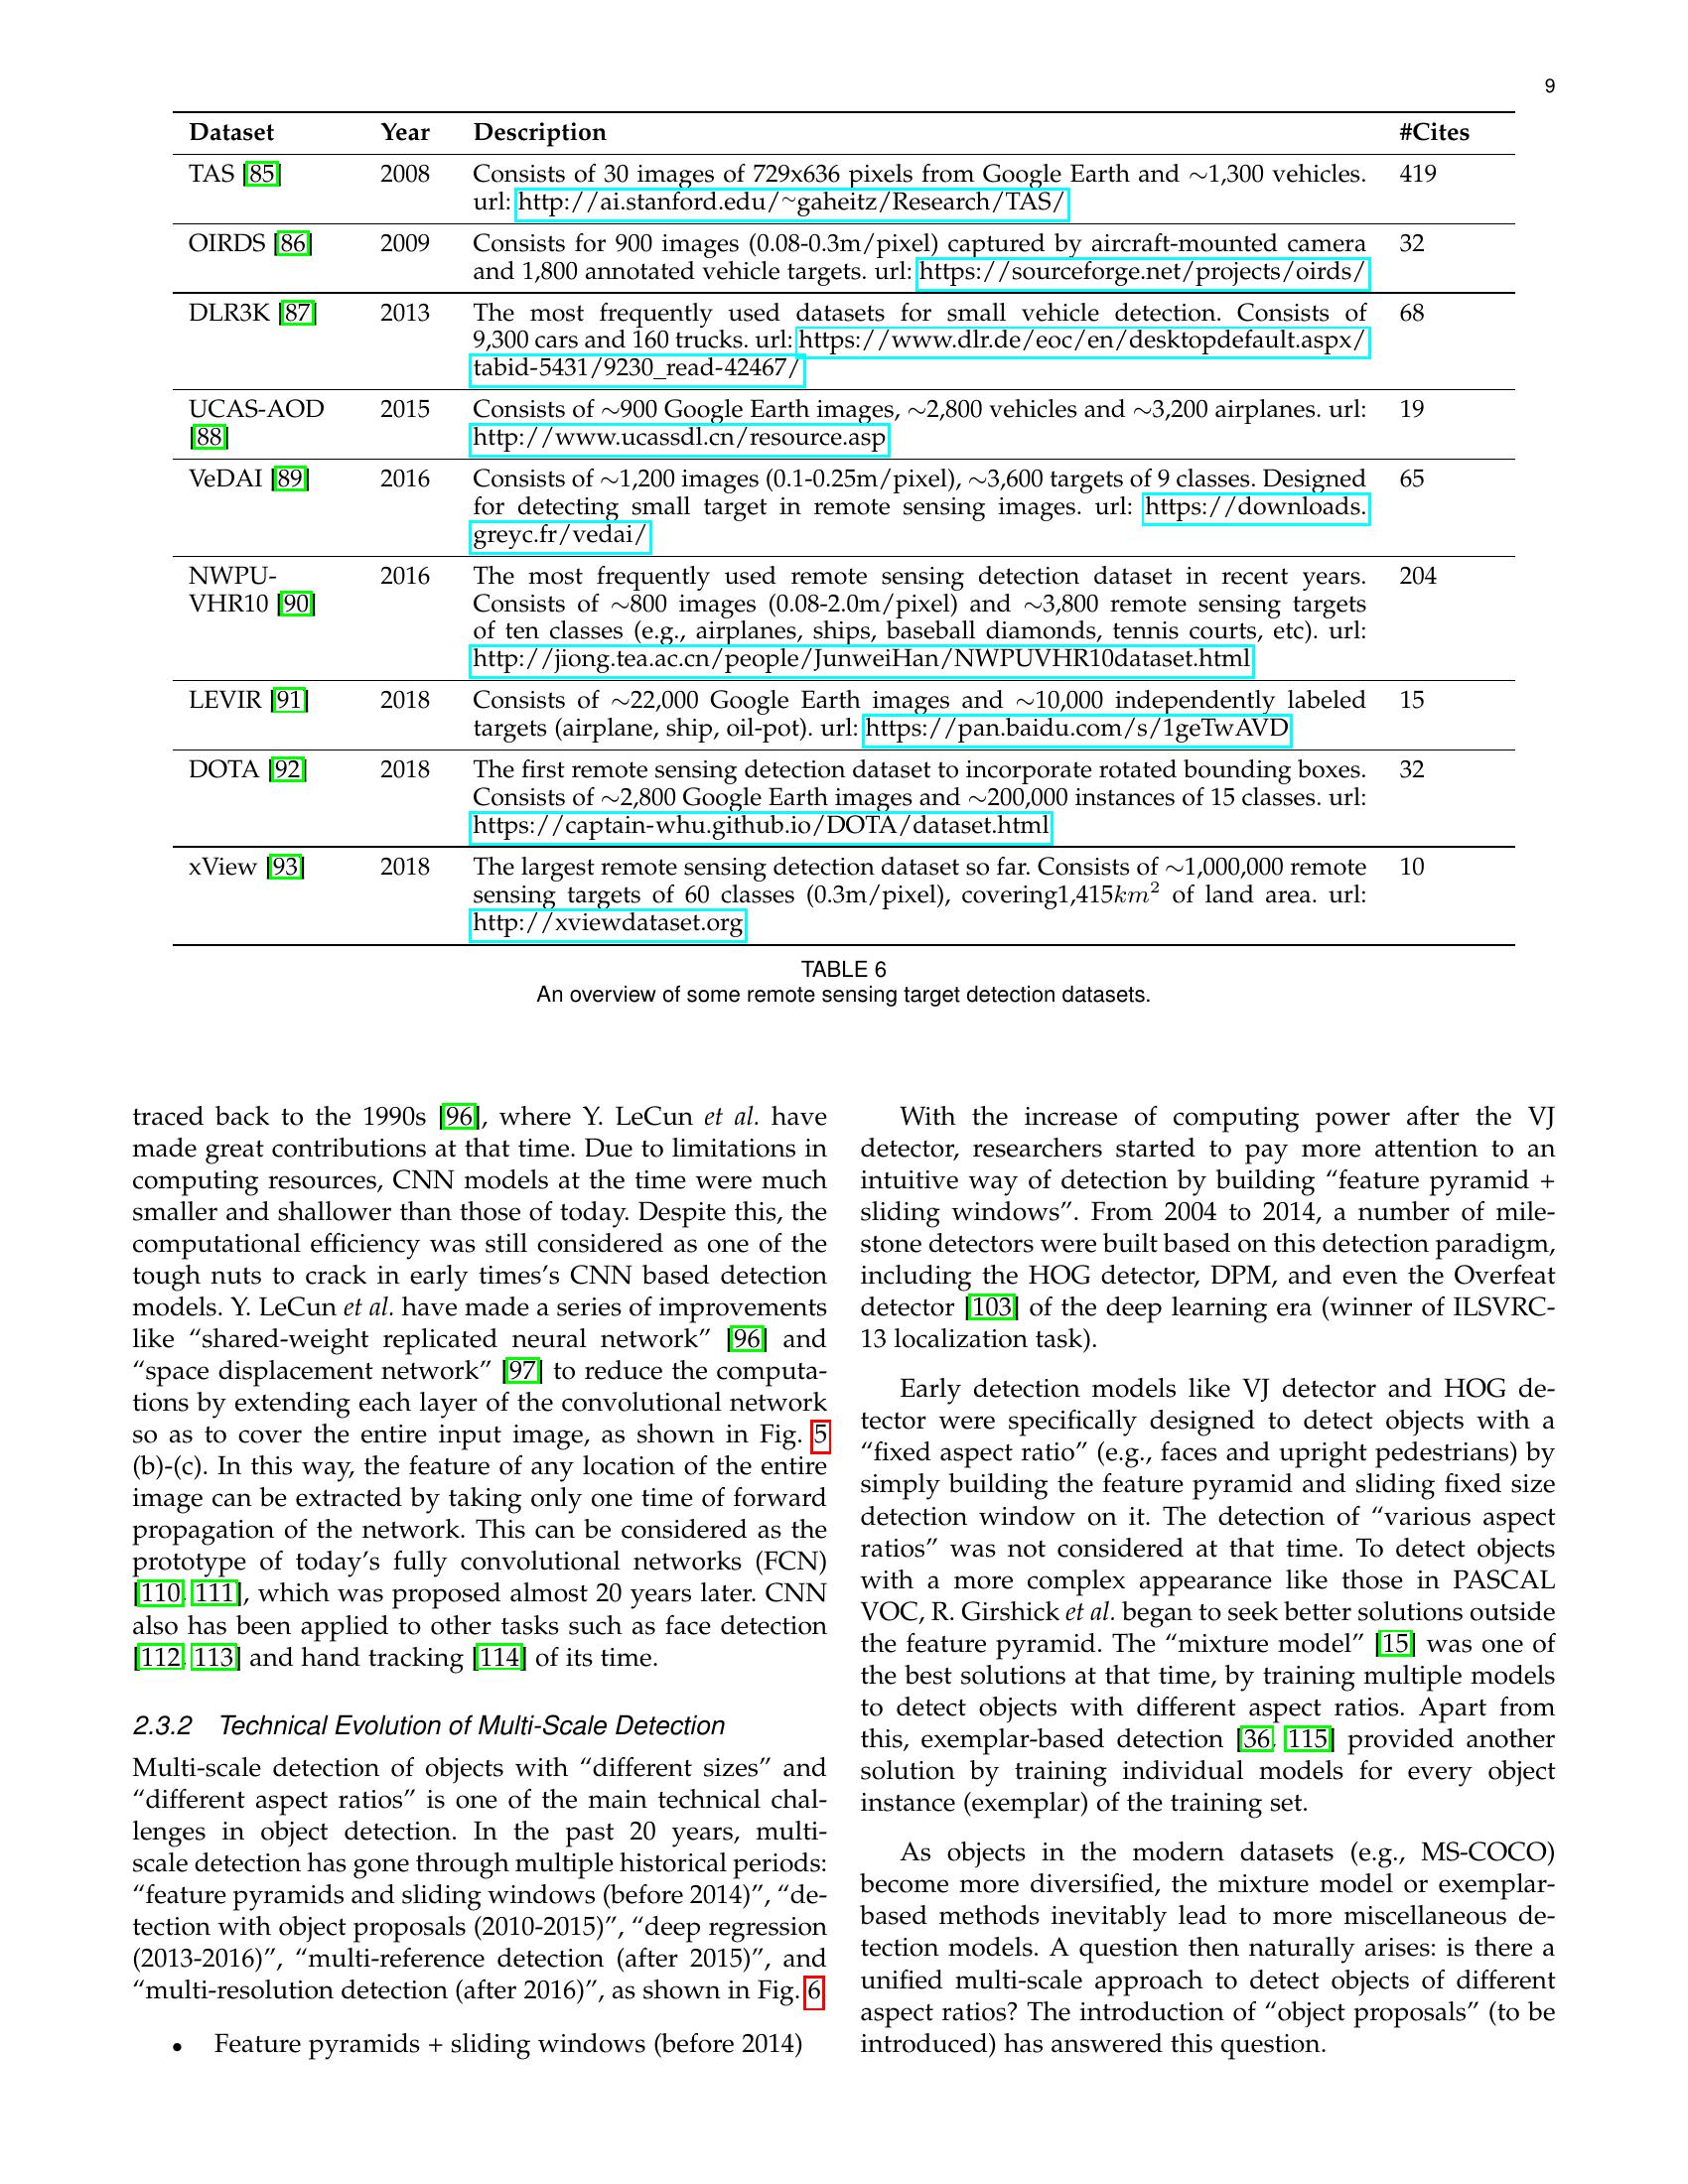 9
Dataset Year Description #Cites
TAS [85] 2008 Consists of 30 images of 729x636 pixels from Google Earth and ∼1,300 vehicles. 419
url: http://ai.stanford.edu/~gaheitz/Research/TAS/
OIRDS [86] 2009 Consists for 900 images (0.08-0.3m/pixel) captured by aircraft-mounted camera 32
and 1,800 annotated vehicle targets. url: https://sourceforge.net/projects/oirds/
DLR3K [87] 2013 The most frequently used datasets for small vehicle detection. Consists of 68
9,300 cars and 160 trucks. url: https://www.dlr.de/eoc/en/desktopdefault.aspx/
tabid-5431/9230_read-42467/
UCAS-AOD 2015 Consists of ∼900 Google Earth images, ∼2,800 vehicles and ∼3,200 airplanes. url: 19
[88] http://www.ucassdl.cn/resource.asp
VeDAI [89] 2016 Consists of ∼1,200 images (0.1-0.25m/pixel), ∼3,600 targets of 9 classes. Designed 65
for detecting small target in remote sensing images. url: https://downloads.
greyc.fr/vedai/
NWPU- 2016 The most frequently used remote sensing detection dataset in recent years. 204
VHR10 [90] Consists of ∼800 images (0.08-2.0m/pixel) and ∼3,800 remote sensing targets
of ten classes (e.g., airplanes, ships, baseball diamonds, tennis courts, etc). url:
http://jiong.tea.ac.cn/people/JunweiHan/NWPUVHR10dataset.html
LEVIR [91] 2018 Consists of ∼22,000 Google Earth images and ∼10,000 independently labeled 15
targets (airplane, ship, oil-pot). url: https://pan.baidu.com/s/1geTwAVD
DOTA [92] 2018 The first remote sensing detection dataset to incorporate rotated bounding boxes. 32
Consists of ∼2,800 Google Earth images and ∼200,000 instances of 15 classes. url:
https://captain-whu.github.io/DOTA/dataset.html
xView [93] 2018 The largest remote sensing detection dataset so far. Consists of ∼1,000,000 remote 10
sensing targets of 60 classes (0.3m/pixel), covering1,415km² of land area. url:
http://xviewdataset.org
TABLE 6
An overview of some remote sensing target detection datasets.
traced back to the 1990s [96], where Y. LeCun et al. have
made great contributions at that time. Due to limitations in
computing resources, CNN models at the time were much
smaller and shallower than those of today. Despite this, the
computational efficiency was still considered as one of the
tough nuts to crack in early times's CNN based detection
models. Y. LeCun et al. have made a series of improvements
like “shared-weight replicated neural network” [96] and
“space displacement network” [97] to reduce the computa-
tions by extending each layer of the convolutional network
so as to cover the entire input image, as shown in Fig. 5
(b)-(c). In this way, the feature of any location of the entire
image can be extracted by taking only one time of forward
propagation of the network. This can be considered as the
prototype of today's fully convolutional networks (FCN)
[110, 111], which was proposed almost 20 years later. CNN
also has been applied to other tasks such as face detection
[112, 113] and hand tracking [114] of its time.
2.3.2 Technical Evolution of Multi-Scale Detection
Multi-scale detection of objects with “different sizes” and
“different aspect ratios” is one of the main technical chal-
lenges in object detection. In the past 20 years, multi-
scale detection has gone through multiple historical periods:
“feature pyramids and sliding windows (before 2014)”, “de-
tection with object proposals (2010-2015)”, “deep regression
(2013-2016)”, “multi-reference detection (after 2015)”, and
“multi-resolution detection (after 2016)”, as shown in Fig. 6
• Feature pyramids + sliding windows (before 2014)
With the increase of computing power after the VJ
detector, researchers started to pay more attention to an
intuitive way of detection by building “feature pyramid +
sliding windows”. From 2004 to 2014, a number of mile-
stone detectors were built based on this detection paradigm,
including the HOG detector, DPM, and even the Overfeat
detector [103] of the deep learning era (winner of ILSVRC-
13 localization task).
Early detection models like VJ detector and HOG de-
tector were specifically designed to detect objects with a
“fixed aspect ratio” (e.g., faces and upright pedestrians) by
simply building the feature pyramid and sliding fixed size
detection window on it. The detection of “various aspect
ratios” was not considered at that time. To detect objects
with a more complex appearance like those in PASCAL
VOC, R. Girshick et al. began to seek better solutions outside
the feature pyramid. The “mixture model” [15] was one of
the best solutions at that time, by training multiple models
to detect objects with different aspect ratios. Apart from
this, exemplar-based detection [36, 115] provided another
solution by training individual models for every object
instance (exemplar) of the training set.
As objects in the modern datasets (e.g., MS-COCO)
become more diversified, the mixture model or exemplar-
based methods inevitably lead to more miscellaneous de-
tection models. A question then naturally arises: is there a
unified multi-scale approach to detect objects of different
aspect ratios? The introduction of “object proposals” (to be
introduced) has answered this question.